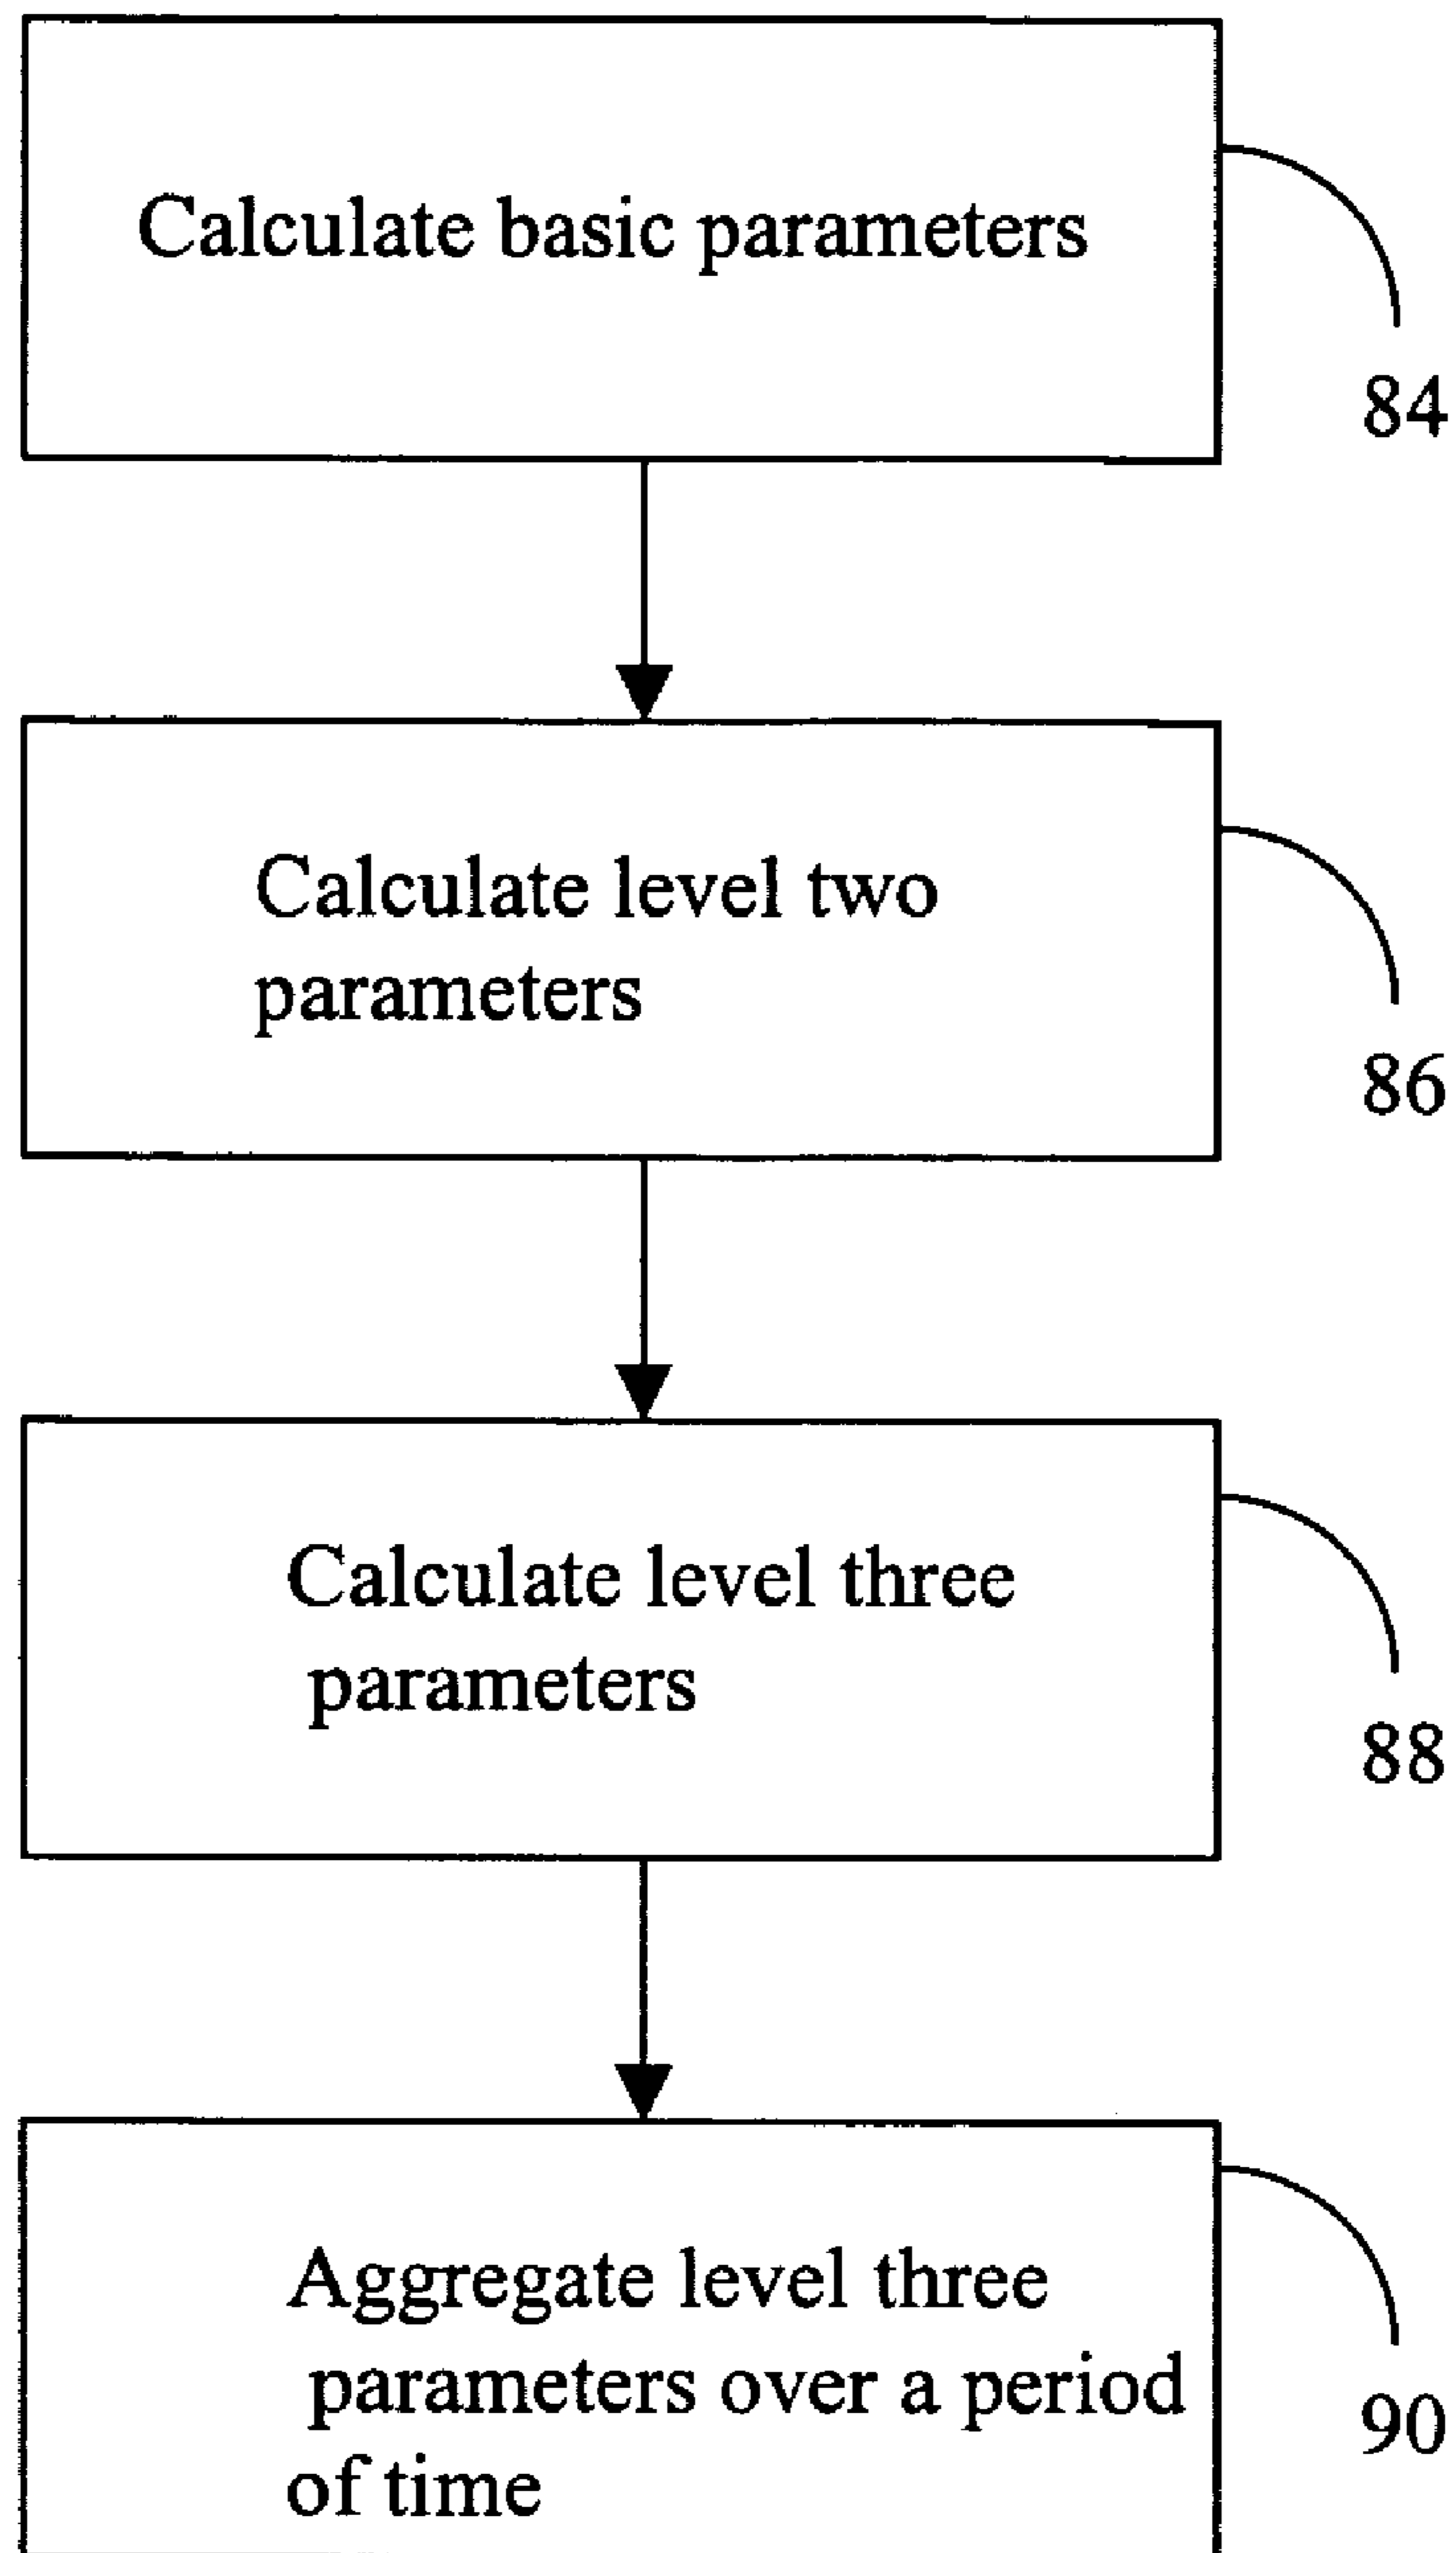 Calculate basic parameters
84
Calculate level two
parameters
86
Calculate level three
parameters
88
Aggregate level three
parameters over a period
of time
90